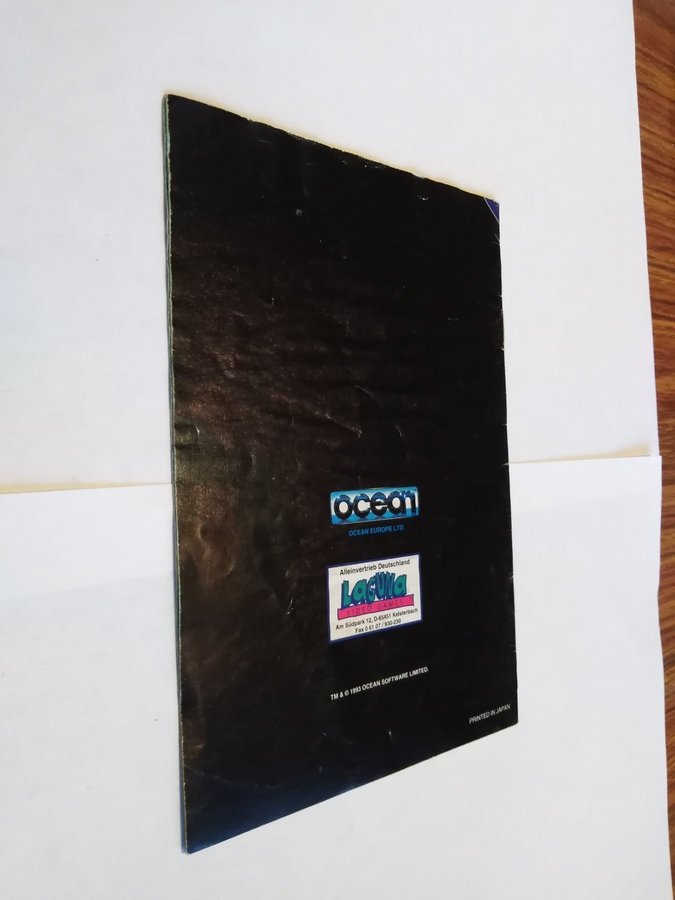 ocean
OCEAN EUROPE LTD.
Alleinvertrieb Deutschland
LAGUNA
VIDEO GAMES
Am Südpark 12, D-65451 Kelsterbach
Fax 0 61 07 / 930-230
TM & © 1993 OCEAN SOFTWARE LIMITED.
PRINTED IN JAPAN